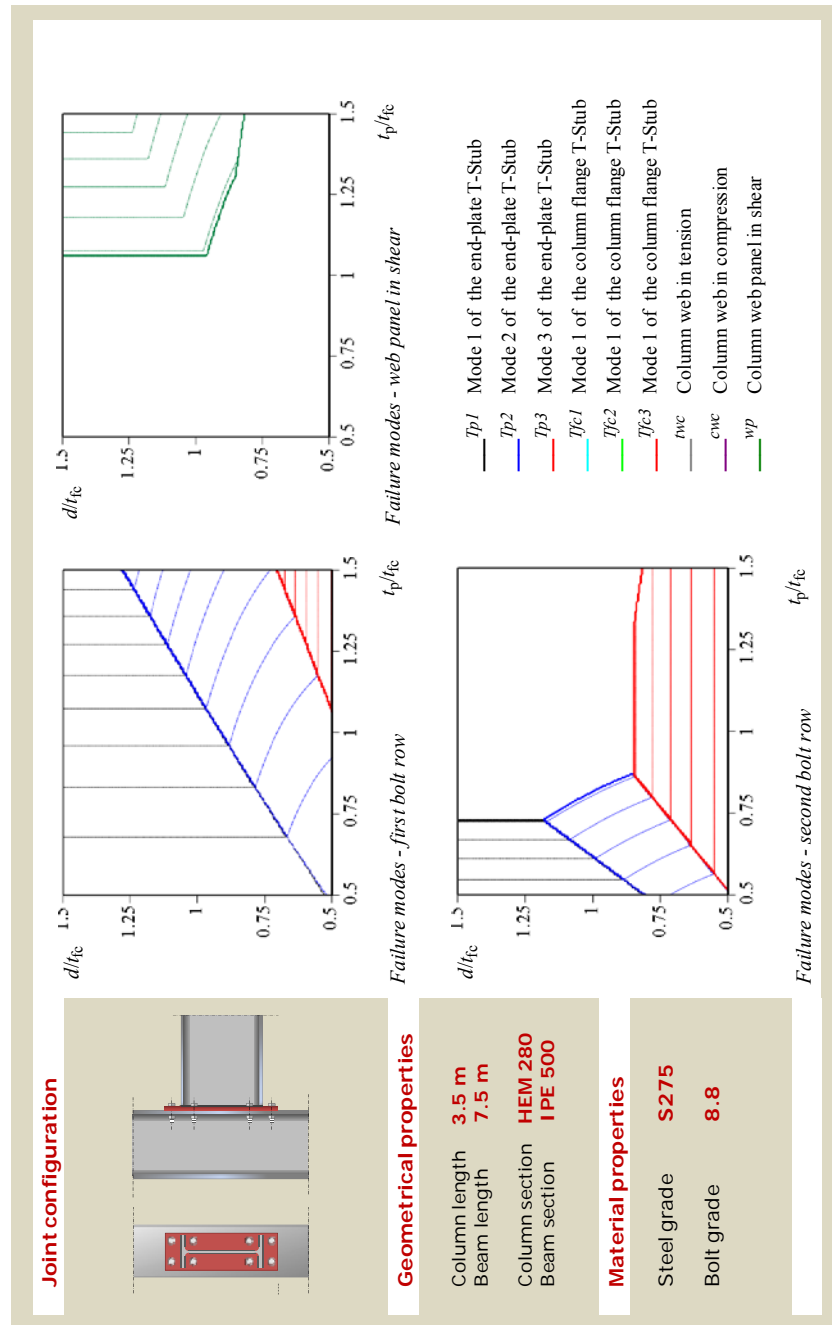 Joint configuration
Geometrical properties
Column length 3.5 m
Beam length 7.5 m
Column section HEM 280
Beam section IPE 500
Material properties
Steel grade S275
Bolt grade 8.8
d/tfc
1.5
1.25
1
0.75
0.5
0.5 0.75 1 1.25 1.5
tp/tfc
Failure modes - first bolt row
d/tfc
1.5
1.25
1
0.75
0.5
0.5 0.75 1 1.25 1.5
tp/tfc
Failure modes - web panel in shear
d/tfc
1.5
1.25
1
0.75
0.5
0.5 0.75 1 1.25 1.5
tp/tfc
Failure modes - second bolt row
Tp1 Mode 1 of the end-plate T-Stub
Tp2 Mode 2 of the end-plate T-Stub
Tp3 Mode 3 of the end-plate T-Stub
Tfc1 Mode 1 of the column flange T-Stub
Tfc2 Mode 1 of the column flange T-Stub
Tfc3 Mode 1 of the column flange T-Stub
twc Column web in tension
cwc Column web in compression
wp Column web panel in shear